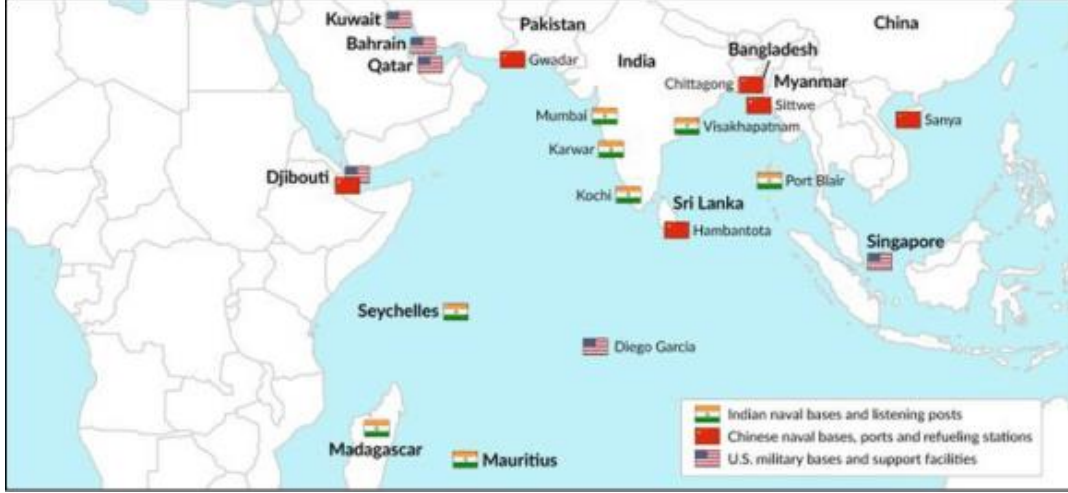 Kuwait
Pakistan
China
Bahrain
Qatar
Gwadar
India
Bangladesh
Chittagong
Myanmar
Sittwe
Mumbai
Visakhapatnam
Sanya
Karwar
Djibouti
Port Blair
Kochi
Sri Lanka
Hambantota
Singapore
Seychelles
Diego Garcia
Indian naval bases and listening posts
Chinese naval bases, ports and refueling stations
U.S. military bases and support facilities
Madagascar
Mauritius